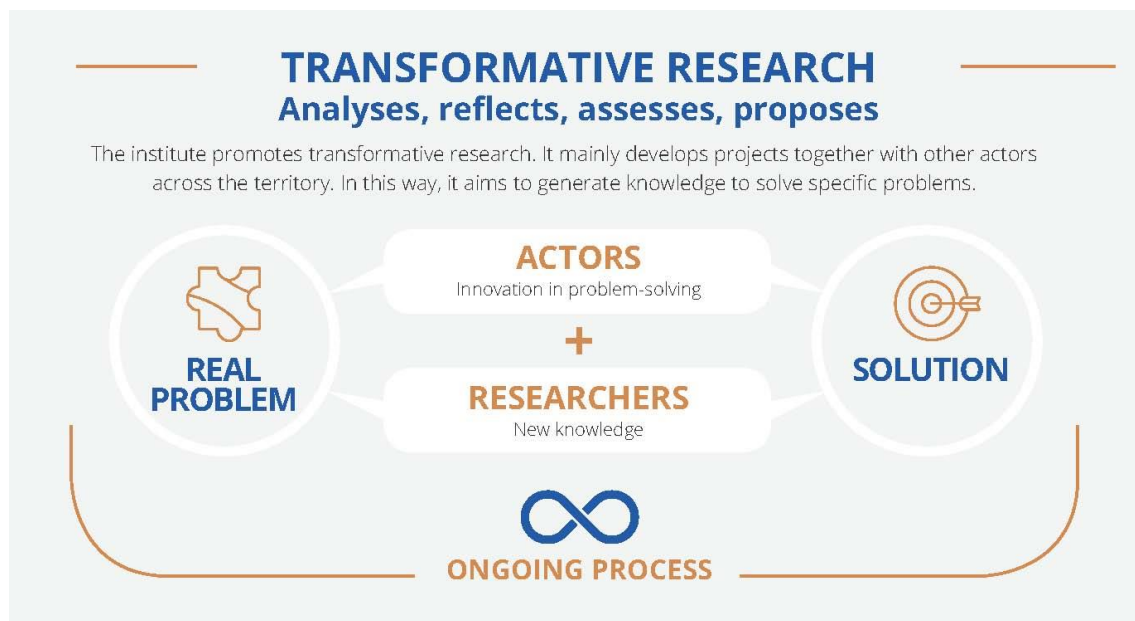 TRANSFORMATIVE RESEARCH
Analyses, reflects, assesses, proposes
The institute promotes transformative research. It mainly develops projects together with other actors
across the territory. In this way, it aims to generate knowledge to solve specific problems.
REAL
PROBLEM
ACTORS
Innovation in problem-solving
+
RESEARCHERS
New knowledge
SOLUTION
ONGOING PROCESS